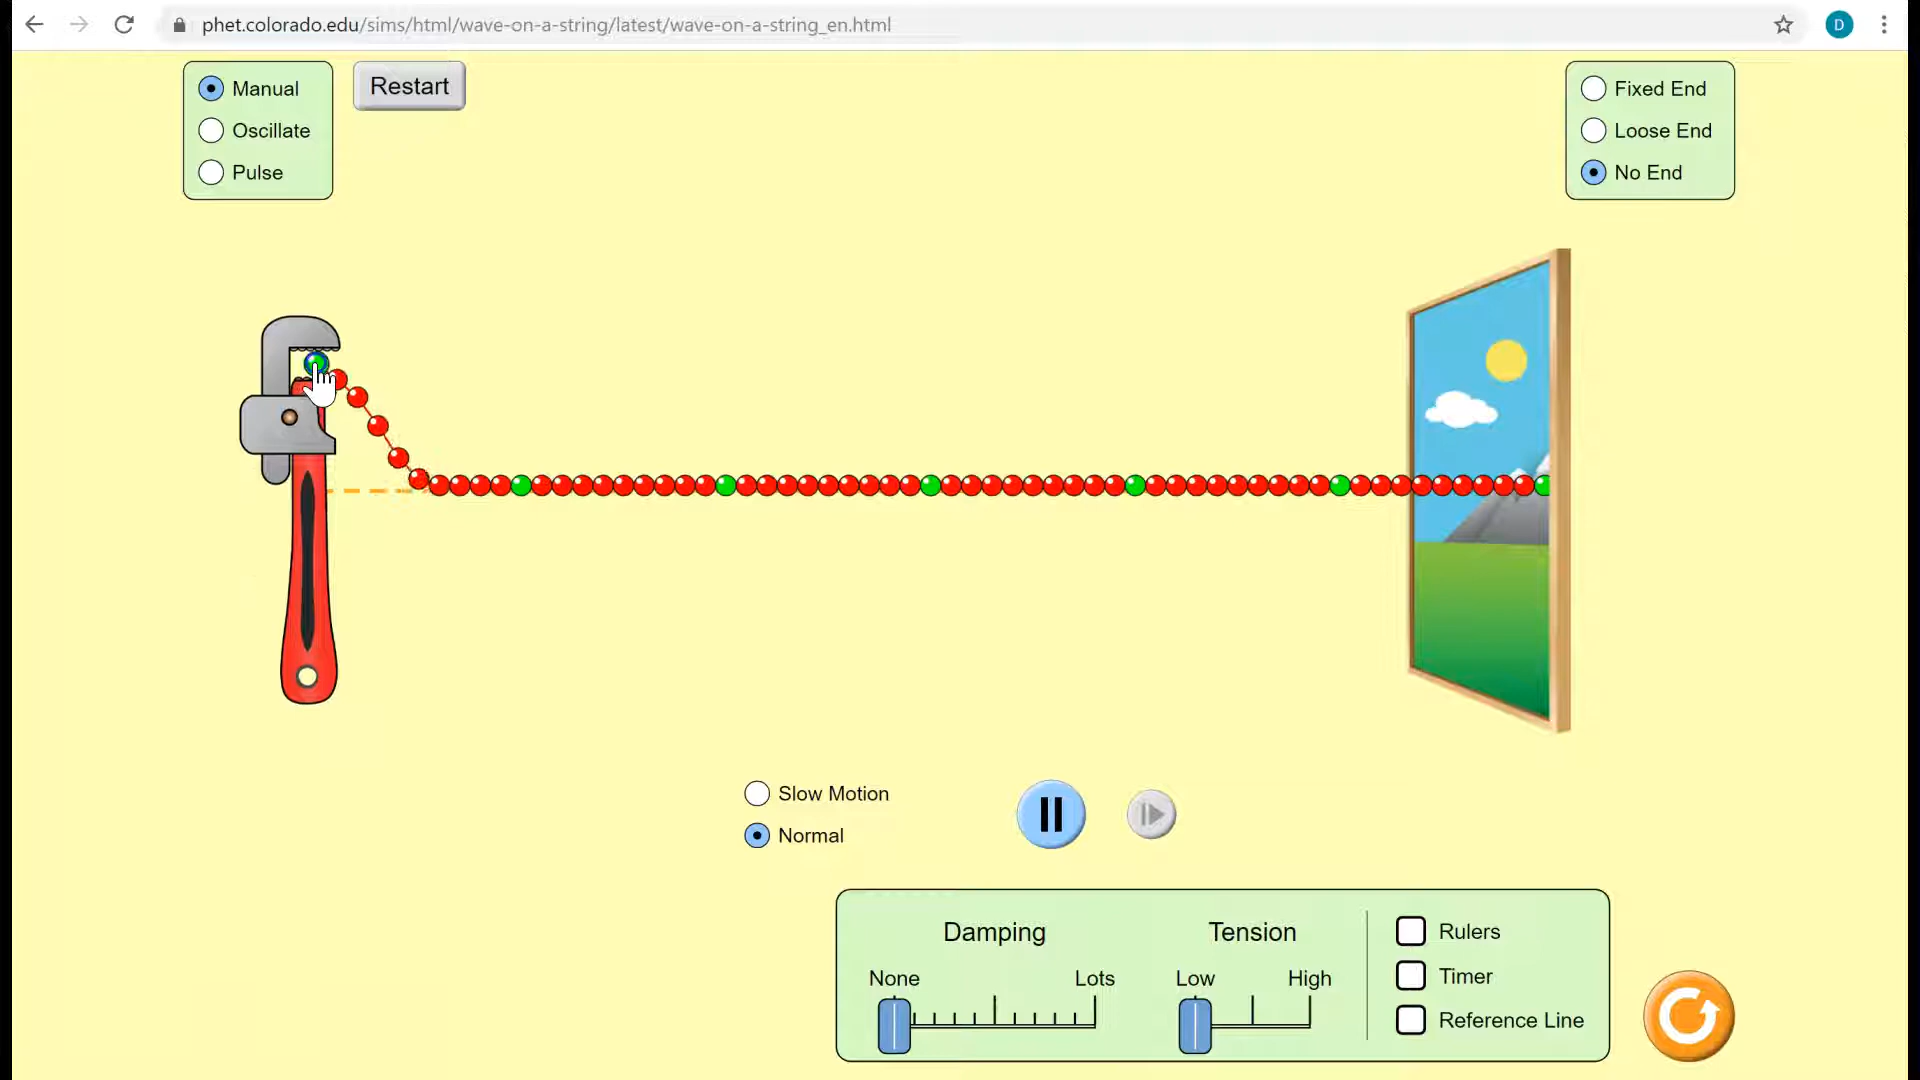 phet.colorado.edu/sims/html/wave-on-a-string/latest/wave-on-a-string_en.html
D
Manual
Oscillate
Pulse
Restart
Fixed End
Loose End
No End
Slow Motion
Normal
Damping
None
Lots
Tension
Low
High
Rulers
Timer
Reference Line